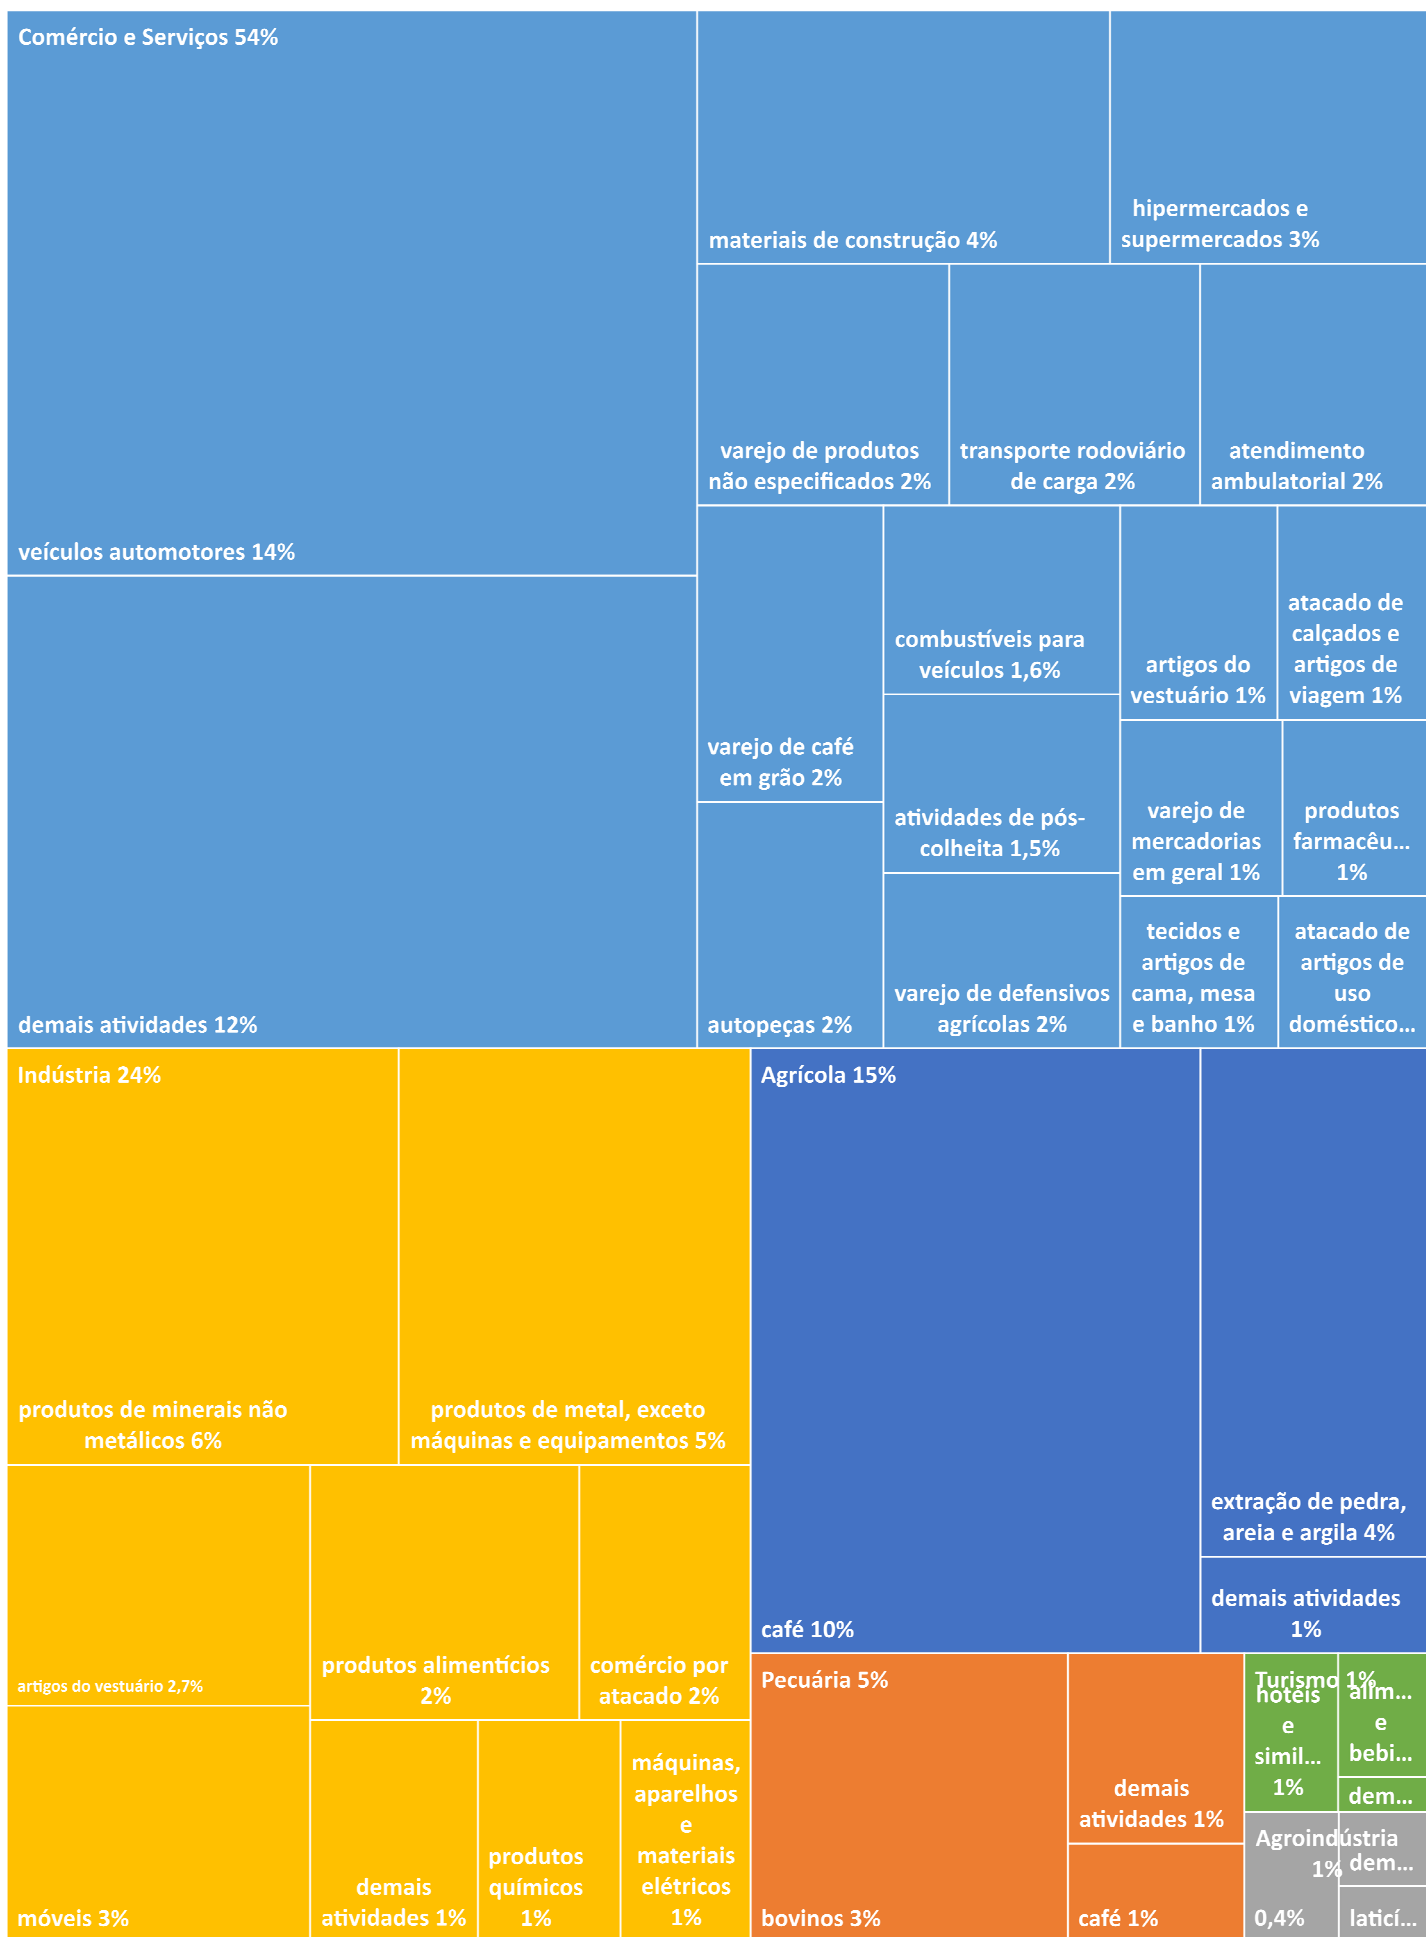 Comércio e Serviços 54%
veículos automotores 14%
demais atividades 12%
materiais de construção 4%
hipermercados e
supermercados 3%
varejo de produtos
não especificados 2%
transporte rodoviário
de carga 2%
atendimento
ambulatorial 2%
varejo de café
em grão 2%
autopeças 2%
combustíveis para
veículos 1,6%
atividades de pós-
colheita 1,5%
varejo de defensivos
agrícolas 2%
artigos do
vestuário 1%
atacado de
calçados e
artigos de
viagem 1%
varejo de
mercadorias
em geral 1%
produtos
farmacêu...
1%
tecidos e
artigos de
cama, mesa
e banho 1%
atacado de
artigos de
uso
doméstico...
Indústria 24%
produtos de minerais não
metálicos 6%
produtos de metal, exceto
máquinas e equipamentos 5%
artigos do vestuário 2,7%
móveis 3%
produtos alimentícios
2%
comércio por
atacado 2%
demais
atividades 1%
produtos
químicos
1%
máquinas,
aparelhos
e
materiais
elétricos
1%
Agrícola 15%
café 10%
extração de pedra,
areia e argila 4%
demais atividades
1%
Pecuária 5%
bovinos 3%
demais
atividades 1%
café 1%
Turismo 1%
hotéis
e
simil...
1%
alim...
e
bebi...
dem...
Agroindústria
1%
0,4%
dem...
laticí...